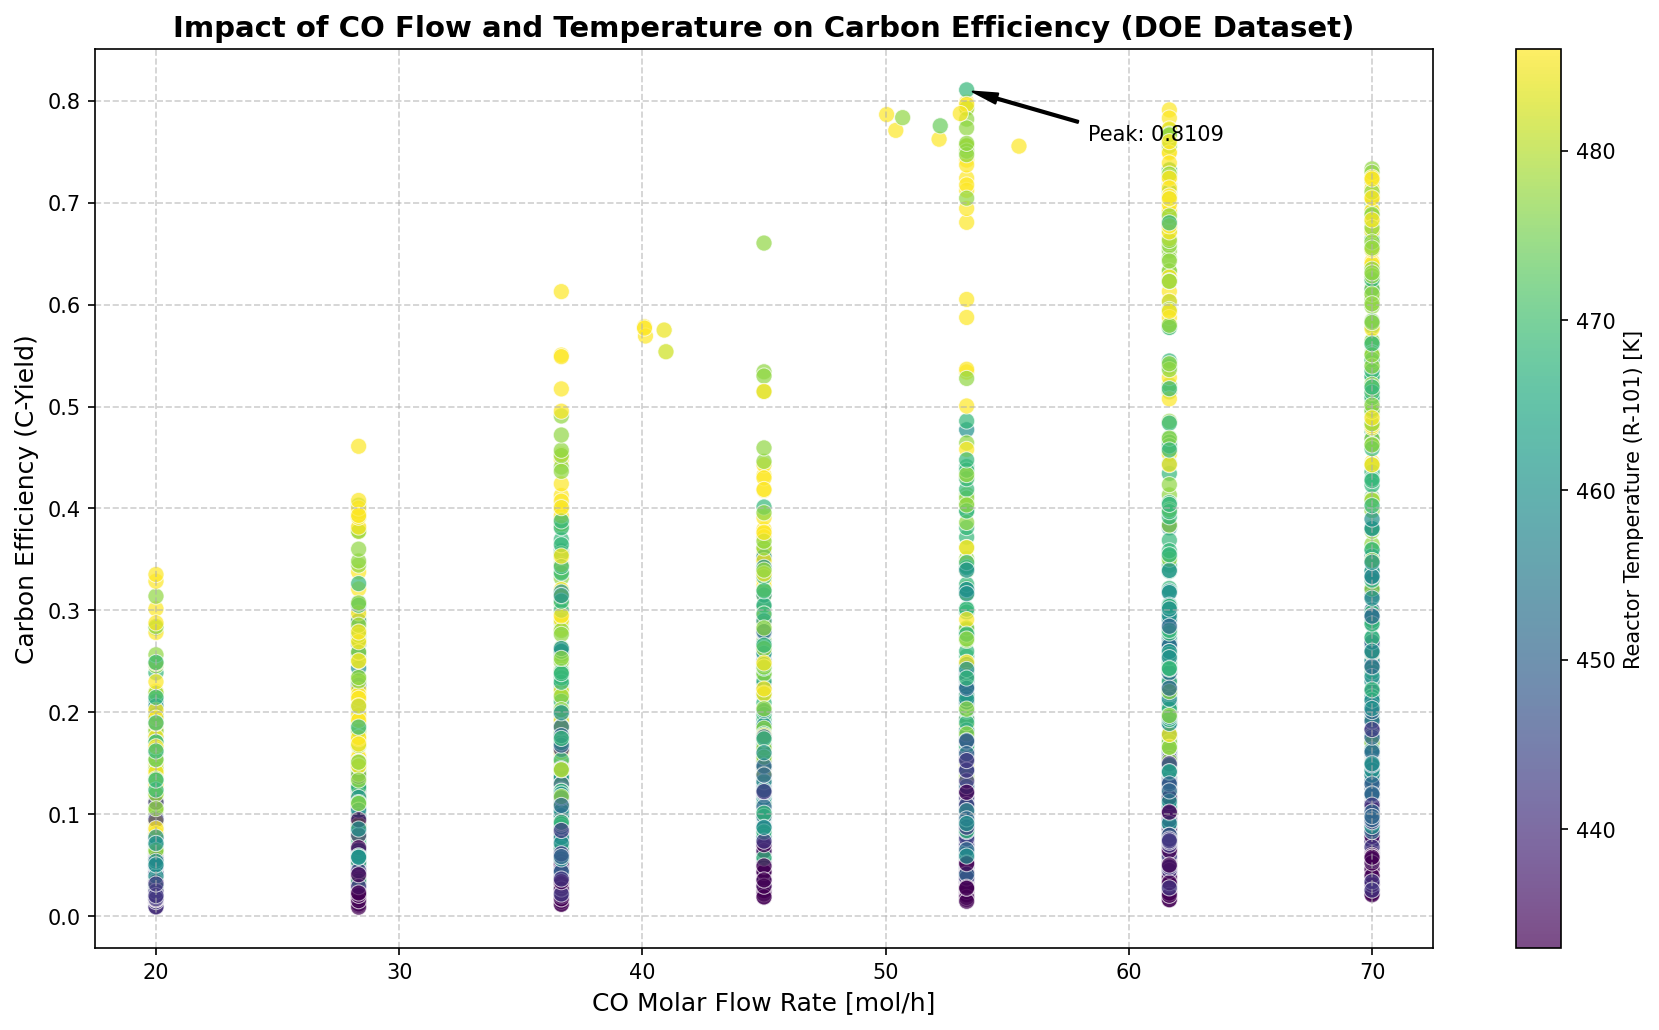 Impact of CO Flow and Temperature on Carbon Efficiency (DOE Dataset)
Carbon Efficiency (C-Yield)
0.8
0.7
0.6
0.5
0.4
0.3
0.2
0.1
0.0
Peak: 0.8109
20 30 40 50 60 70
CO Molar Flow Rate [mol/h]
480
470
460
450
440
Reactor Temperature (R-101) [K]